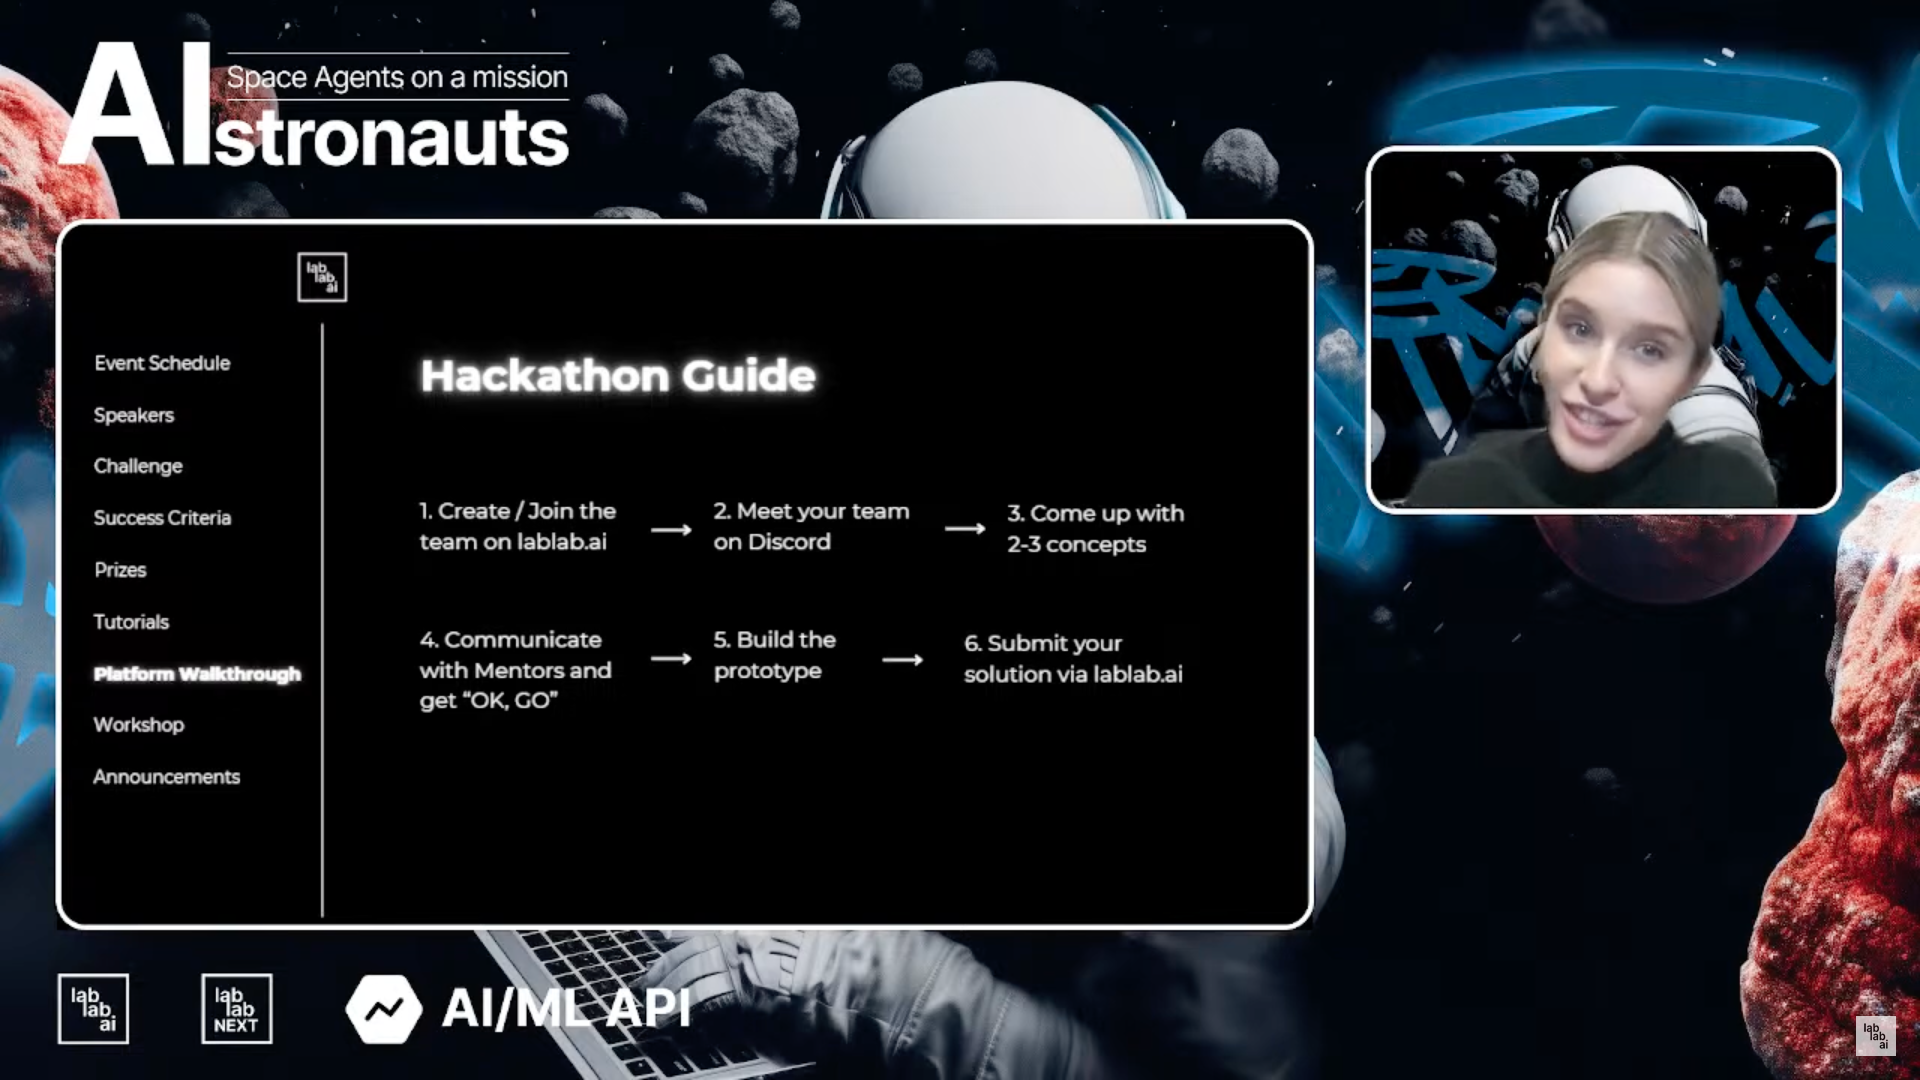 AIstronauts
Space Agents on a mission
lab
lab
ai
Event Schedule
Speakers
Challenge
Success Criteria
Prizes
Tutorials
Platform Walkthrough
Workshop
Announcements
Hackathon Guide
1. Create / Join the
team on lablab.ai
2. Meet your team
on Discord
3. Come up with
2-3 concepts
4. Communicate
with Mentors and
get “OK, GO”
5. Build the
prototype
6. Submit your
solution via lablab.ai
lab
lab
ai
lab
lab
NEXT
AI/ML API
lab
lab
ai